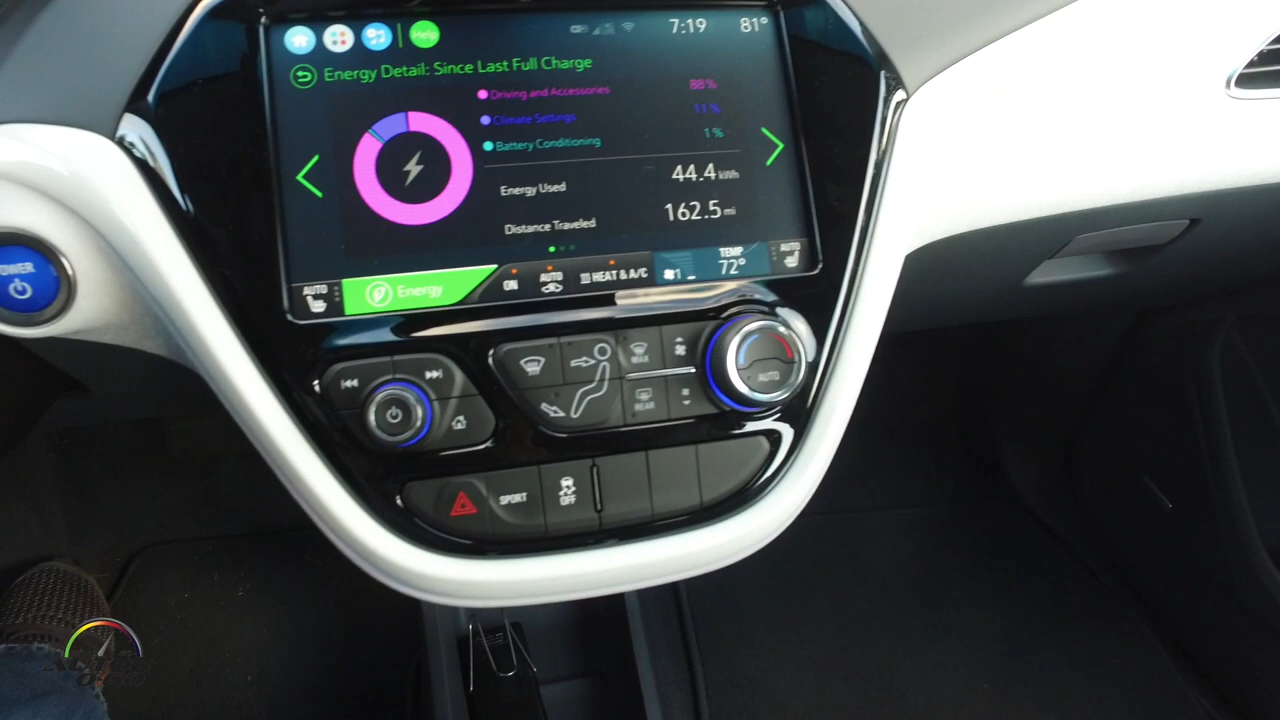 Help
7:19
81°
Energy Detail: Since Last Full Charge
Driving and Accessories 88%
Climate Settings 11%
Battery Conditioning 1%
Energy Used 44.4 kWh
Distance Traveled 162.5 mi
AUTO
Energy
ON
AUTO
HEAT & A/C
1
TEMP
72°
AUTO
POWER
MAX
REAR
AUTO
SPORT
OFF